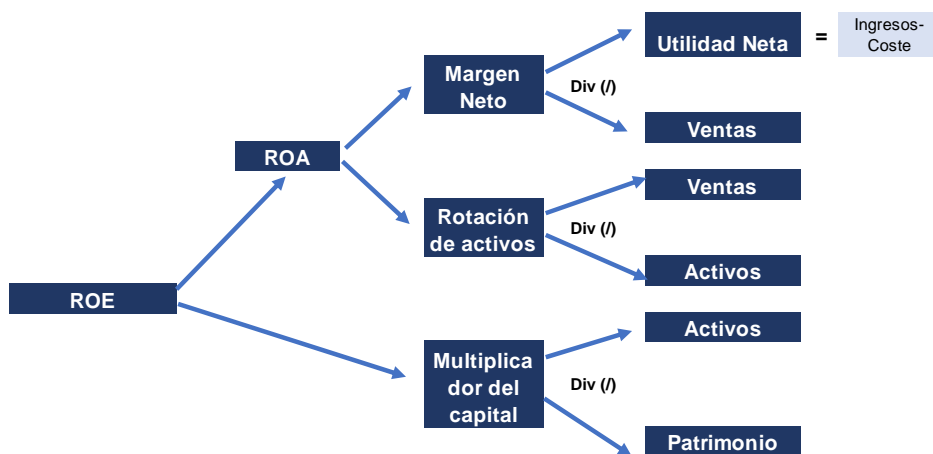 Utilidad Neta
=
Ingresos-
Coste
Margen
Neto
Div (/)
Ventas
ROA
Ventas
Rotación
de activos
Div (/)
Activos
ROE
Activos
Multiplica
dor del
capital
Div (/)
Patrimonio